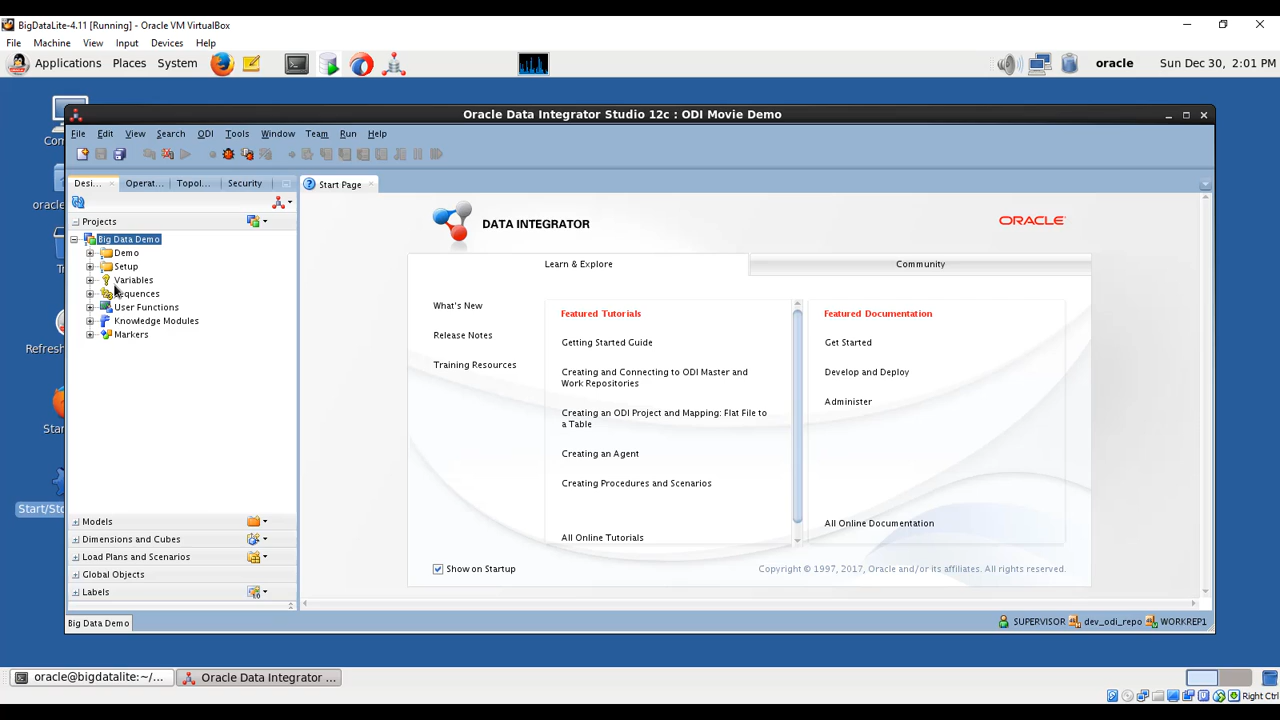 BigDataLite-4.11 [Running] - Oracle VM VirtualBox
File Machine View Input Devices Help
Applications Places System
oracle Sun Dec 30, 2:01 PM
Oracle Data Integrator Studio 12c : ODI Movie Demo
File Edit View Search ODI Tools Window Team Run Help
Desi... Operat... Topol... Security
Start Page
Projects
Big Data Demo
Demo
Setup
Variables
User Functions
Knowledge Modules
Markers
Models
Dimensions and Cubes
Load Plans and Scenarios
Global Objects
Labels
Big Data Demo
DATA INTEGRATOR
ORACLE
Learn & Explore
Community
What's New
Release Notes
Training Resources
Featured Tutorials
Getting Started Guide
Creating and Connecting to ODI Master and
Work Repositories
Creating an ODI Project and Mapping: Flat File to
a Table
Creating an Agent
Creating Procedures and Scenarios
All Online Tutorials
Featured Documentation
Get Started
Develop and Deploy
Administer
All Online Documentation
Show on Startup
Copyright © 1997, 2017, Oracle and/or its affiliates. All rights reserved.
SUPERVISOR dev_odi_repo WORKREP1
oracle@bigdatalite:~/...
Oracle Data Integrator ...
Right Ctrl